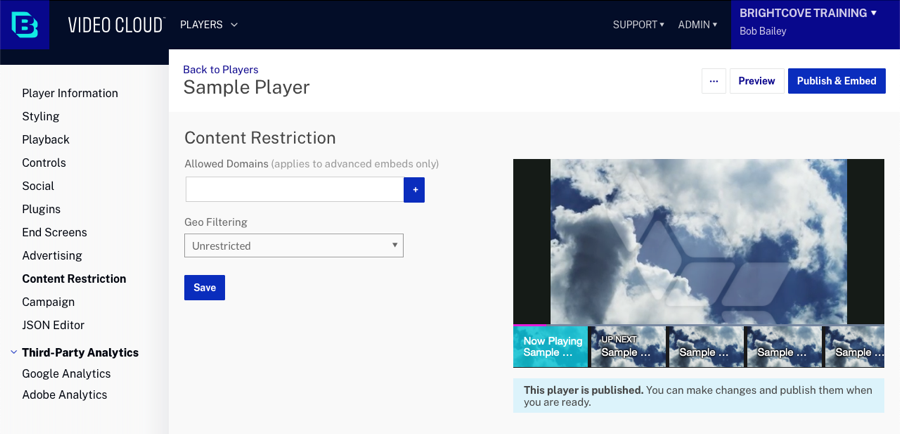 B
VIDEO CLOUD™
PLAYERS
SUPPORT
ADMIN
BRIGHTCOVE TRAINING
Bob Bailey
Player Information
Styling
Playback
Controls
Social
Plugins
End Screens
Advertising
Content Restriction
Campaign
JSON Editor
Third-Party Analytics
Google Analytics
Adobe Analytics
Back to Players
Sample Player
...
Preview
Publish & Embed
Content Restriction
Allowed Domains (applies to advanced embeds only)
+
Geo Filtering
Unrestricted
Save
Now Playing
Sample ...
UP NEXT
Sample ...
Sample ...
Sample ...
Sample ...
This player is published. You can make changes and publish them when
you are ready.